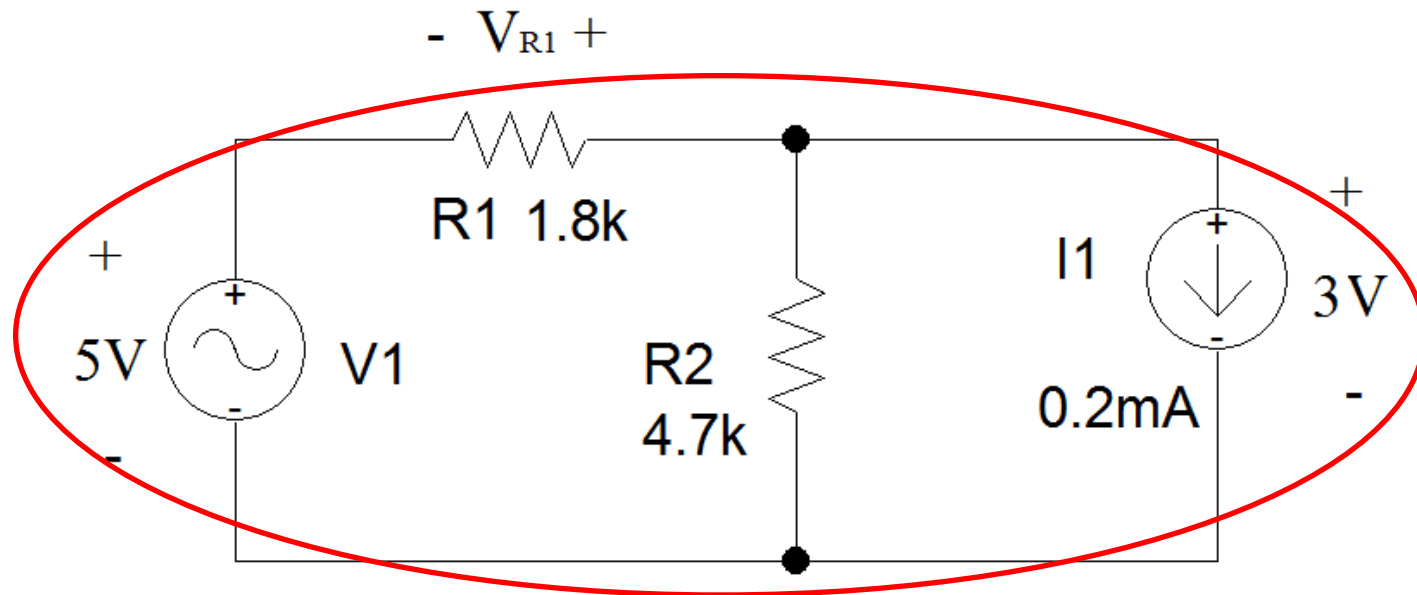 - VR1 +
R1 1.8k
+
5V
-
+
-
V1
R2
4.7k
I1
0.2mA
+
-
+
3V
-